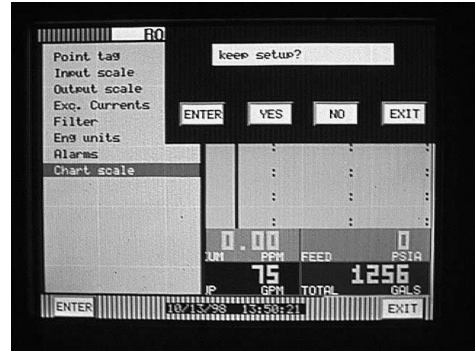 RO
Point tag
Input scale
Output scale
Exc. Currents
Filter
Eng units
Alarms
Chart scale
keep setup?
ENTER YES NO EXIT
0.00
UM PPM
0
FEED PSIA
75
UP GPM
1256
TOTAL GALS
ENTER 10/13/98 13:50:21 EXIT